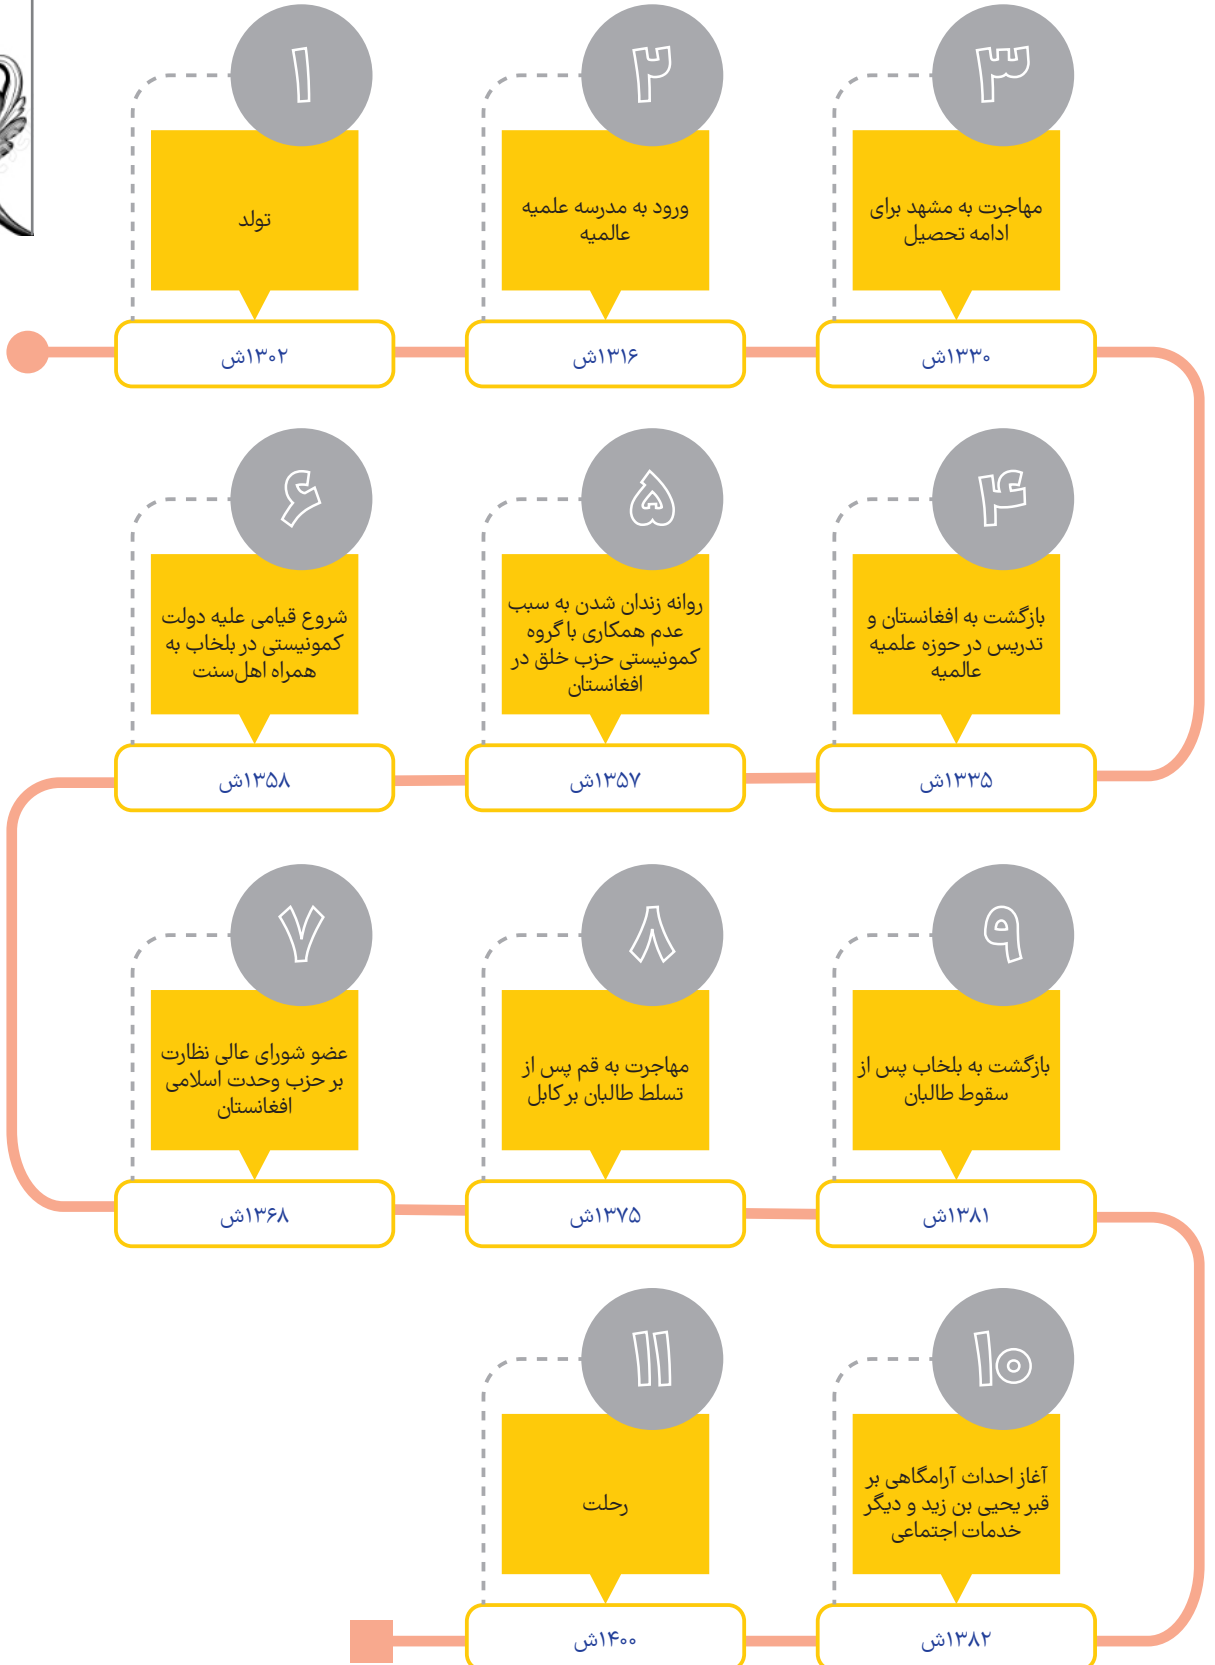 ۱
تولد
۱۳۰۲ش
۲
ورود به مدرسه علمیه
عالمیه
۱۳۱۶ش
۳
مهاجرت به مشهد برای
ادامه تحصیل
۱۳۳۰ش
۴
بازگشت به افغانستان و
تدریس در حوزه علمیه
عالمیه
۱۳۳۵ش
۵
روانه زندان شدن به سبب
عدم همکاری با گروه
کمونیستی حزب خلق در
افغانستان
۱۳۵۷ش
۶
شروع قیامی علیه دولت
کمونیستی در بلخاب به
همراه اهل‌سنت
۱۳۵۸ش
۷
عضو شورای عالی نظارت
بر حزب وحدت اسلامی
افغانستان
۱۳۶۸ش
۸
مهاجرت به قم پس از
تسلط طالبان بر کابل
۱۳۷۵ش
۹
بازگشت به بلخاب پس از
سقوط طالبان
۱۳۸۱ش
۱۰
آغاز احداث آرامگاهی بر
قبر یحیی بن زید و دیگر
خدمات اجتماعی
۱۳۸۲ش
۱۱
رحلت
۱۴۰۰ش